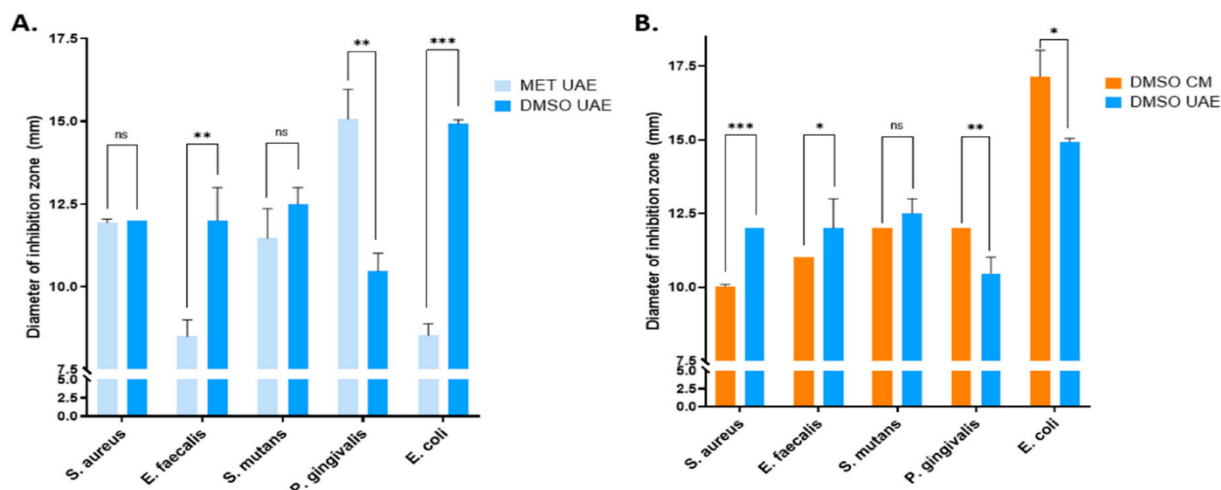 A.
17.5
15.0
12.5
10.0
7.5
5.0
2.5
0.0
Diameter of inhibition zone (mm)
ns
**
ns
**
***
MET UAE
DMSO UAE
S. aureus
E. faecalis
S. mutans
P. gingivalis
E. coli
B.
17.5
15.0
12.5
10.0
7.5
5.0
2.5
0.0
Diameter of inhibition zone (mm)
***
*
ns
**
*
DMSO CM
DMSO UAE
S. aureus
E. faecalis
S. mutans
P. gingivalis
E. coli